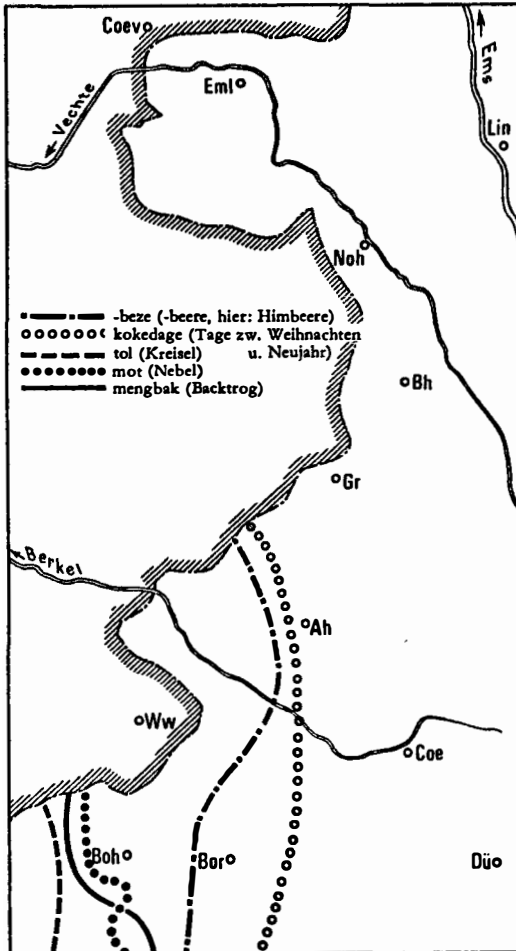 Coev
Ems
Eml
Vechte
Lin
Noh
-beze (-beere, hier: Himbeere)
kokedage (Tage zw. Weihnachten
tol (Kreisel) u. Neujahr)
mot (Nebel)
mengbak (Backtrog)
Bh
Gr
Berkel
Ah
Ww
Coe
Boh
Bor
Dü